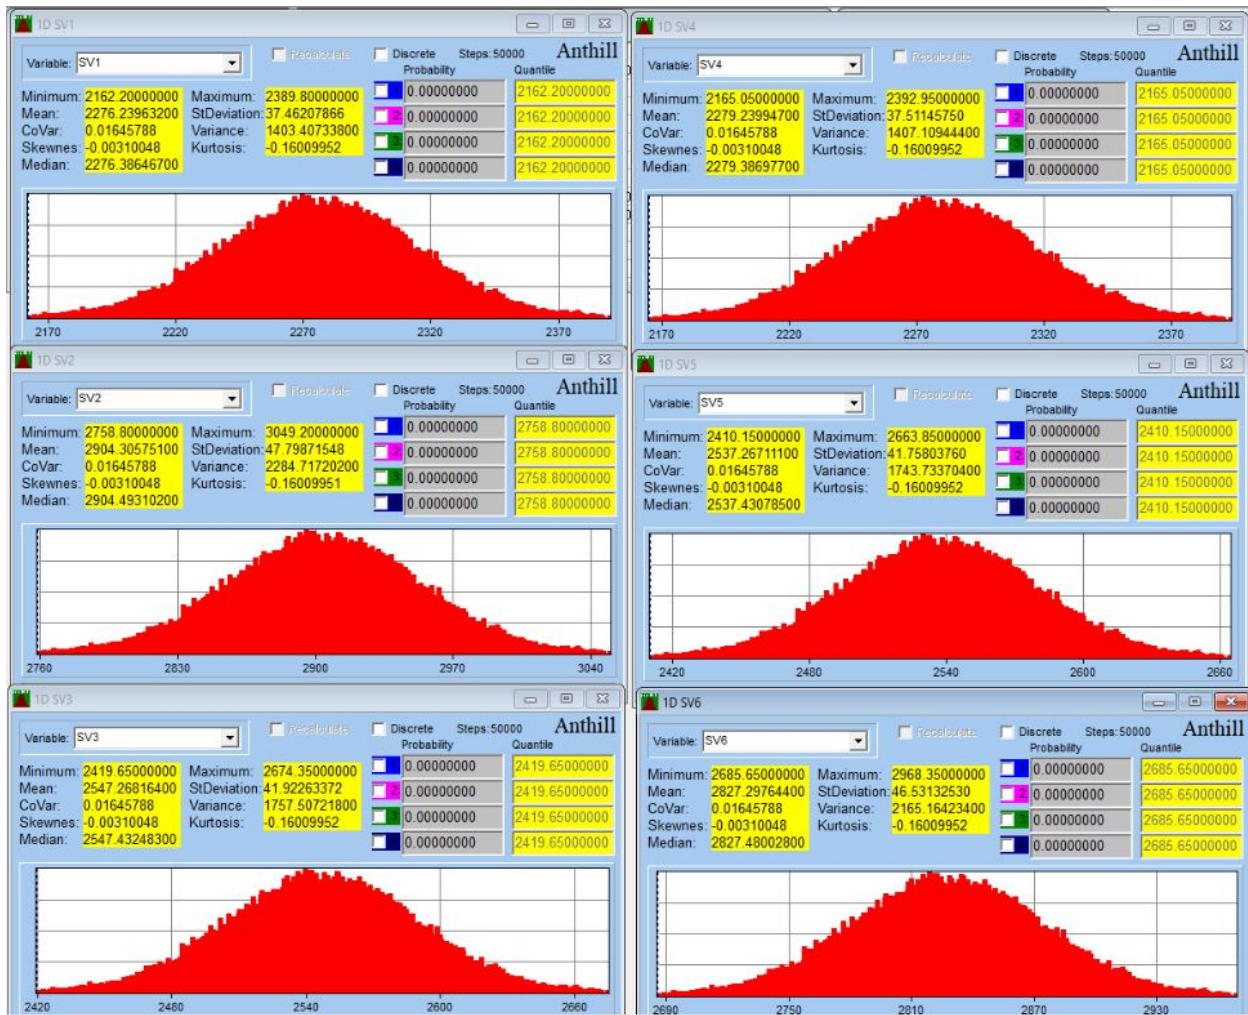 1D SV1
Variable: SV1
Recalculate
Discrete Steps:50000 Anthill
Probability Quantile
Minimum: 2162.20000000 Maximum: 2389.80000000 1 0.00000000 2162.20000000
Mean: 2276.23963200 StDeviation: 37.46207866 2 0.00000000 2162.20000000
CoVar: 0.01645788 Variance: 1403.40733800 3 0.00000000 2162.20000000
Skewnes: -0.00310048 Kurtosis: -0.16009952 0.00000000 2162.20000000
Median: 2276.38646700
2170 2220 2270 2320 2370
1D SV4
Variable: SV4
Recalculate
Discrete Steps:50000 Anthill
Probability Quantile
Minimum: 2165.05000000 Maximum: 2392.95000000 1 0.00000000 2165.05000000
Mean: 2279.23994700 StDeviation: 37.51145750 2 0.00000000 2165.05000000
CoVar: 0.01645788 Variance: 1407.10944400 3 0.00000000 2165.05000000
Skewnes: -0.00310048 Kurtosis: -0.16009952 0.00000000 2165.05000000
Median: 2279.38697700
2170 2220 2270 2320 2370
1D SV2
Variable: SV2
Recalculate
Discrete Steps:50000 Anthill
Probability Quantile
Minimum: 2758.80000000 Maximum: 3049.20000000 1 0.00000000 2758.80000000
Mean: 2904.30575100 StDeviation: 47.79871548 2 0.00000000 2758.80000000
CoVar: 0.01645788 Variance: 2284.71720200 3 0.00000000 2758.80000000
Skewnes: -0.00310048 Kurtosis: -0.16009951 0.00000000 2758.80000000
Median: 2904.49310200
2760 2830 2900 2970 3040
1D SV5
Variable: SV5
Recalculate
Discrete Steps:50000 Anthill
Probability Quantile
Minimum: 2410.15000000 Maximum: 2663.85000000 1 0.00000000 2410.15000000
Mean: 2537.26711100 StDeviation: 41.75803760 2 0.00000000 2410.15000000
CoVar: 0.01645788 Variance: 1743.73370400 3 0.00000000 2410.15000000
Skewnes: -0.00310048 Kurtosis: -0.16009952 0.00000000 2410.15000000
Median: 2537.43078500
2420 2480 2540 2600 2660
1D SV3
Variable: SV3
Recalculate
Discrete Steps:50000 Anthill
Probability Quantile
Minimum: 2419.65000000 Maximum: 2674.35000000 1 0.00000000 2419.65000000
Mean: 2547.26816400 StDeviation: 41.92263372 2 0.00000000 2419.65000000
CoVar: 0.01645788 Variance: 1757.50721800 3 0.00000000 2419.65000000
Skewnes: -0.00310048 Kurtosis: -0.16009952 0.00000000 2419.65000000
Median: 2547.43248300
2420 2480 2540 2600 2660
1D SV6
Variable: SV6
Recalculate
Discrete Steps:50000 Anthill
Probability Quantile
Minimum: 2685.65000000 Maximum: 2968.35000000 1 0.00000000 2685.65000000
Mean: 2827.29764400 StDeviation: 46.53132530 2 0.00000000 2685.65000000
CoVar: 0.01645788 Variance: 2165.16423400 3 0.00000000 2685.65000000
Skewnes: -0.00310048 Kurtosis: -0.16009952 0.00000000 2685.65000000
Median: 2827.48002800
2690 2750 2810 2870 2930